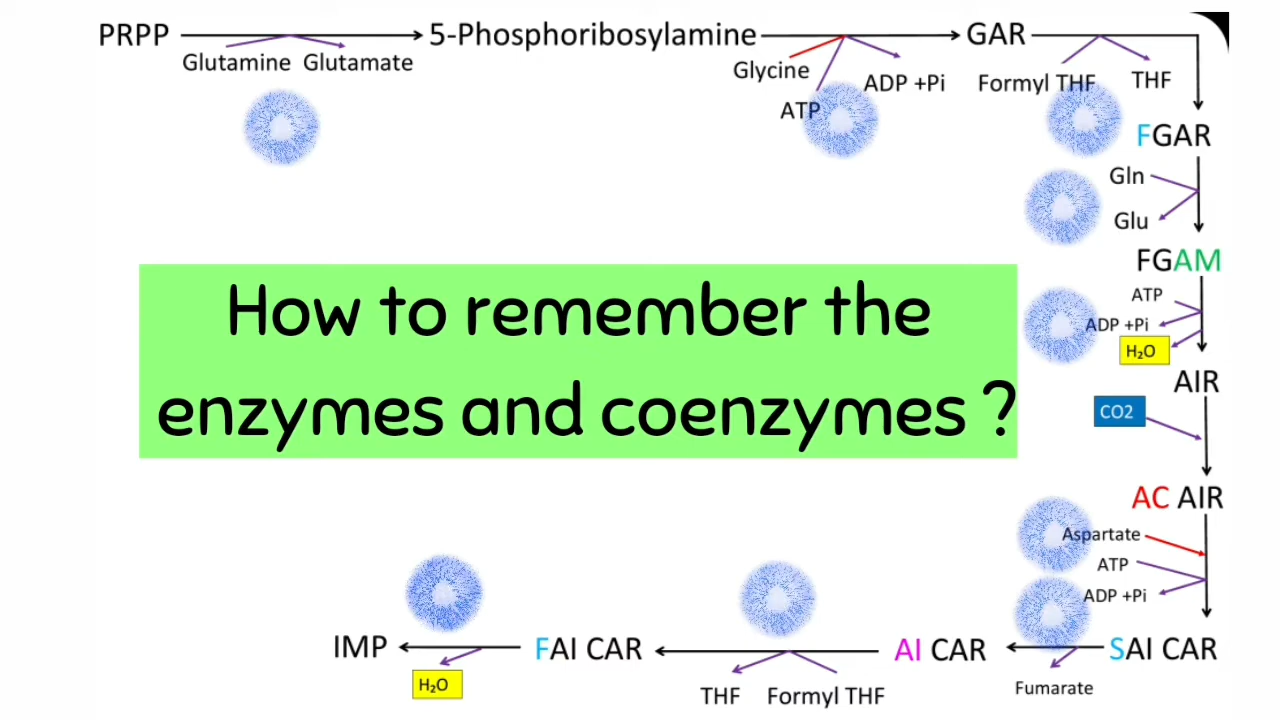 PRPP
5-Phosphoribosylamine
GAR
Glutamine Glutamate
Glycine
ATP
ADP +Pi
Formyl THF
THF
FGAR
Gln
Glu
FGAM
ATP
ADP +Pi
H₂O
AIR
CO2
AC AIR
Aspartate
ATP
ADP +Pi
SAI CAR
Fumarate
AI CAR
THF Formyl THF
FAI CAR
H₂O
IMP
How to remember the
enzymes and coenzymes ?